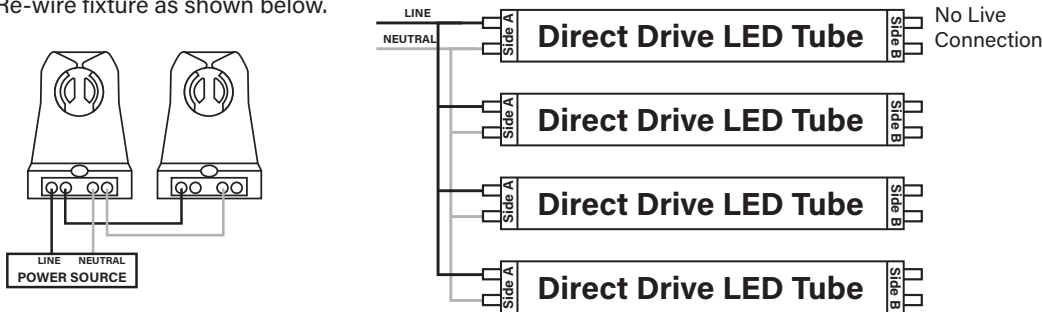 Re-wire fixture as shown below.
LINE NEUTRAL
POWER SOURCE
LINE
NEUTRAL
Side A Direct Drive LED Tube Side B
No Live
Connection
Side A Direct Drive LED Tube Side B
Side A Direct Drive LED Tube Side B
Side A Direct Drive LED Tube Side B